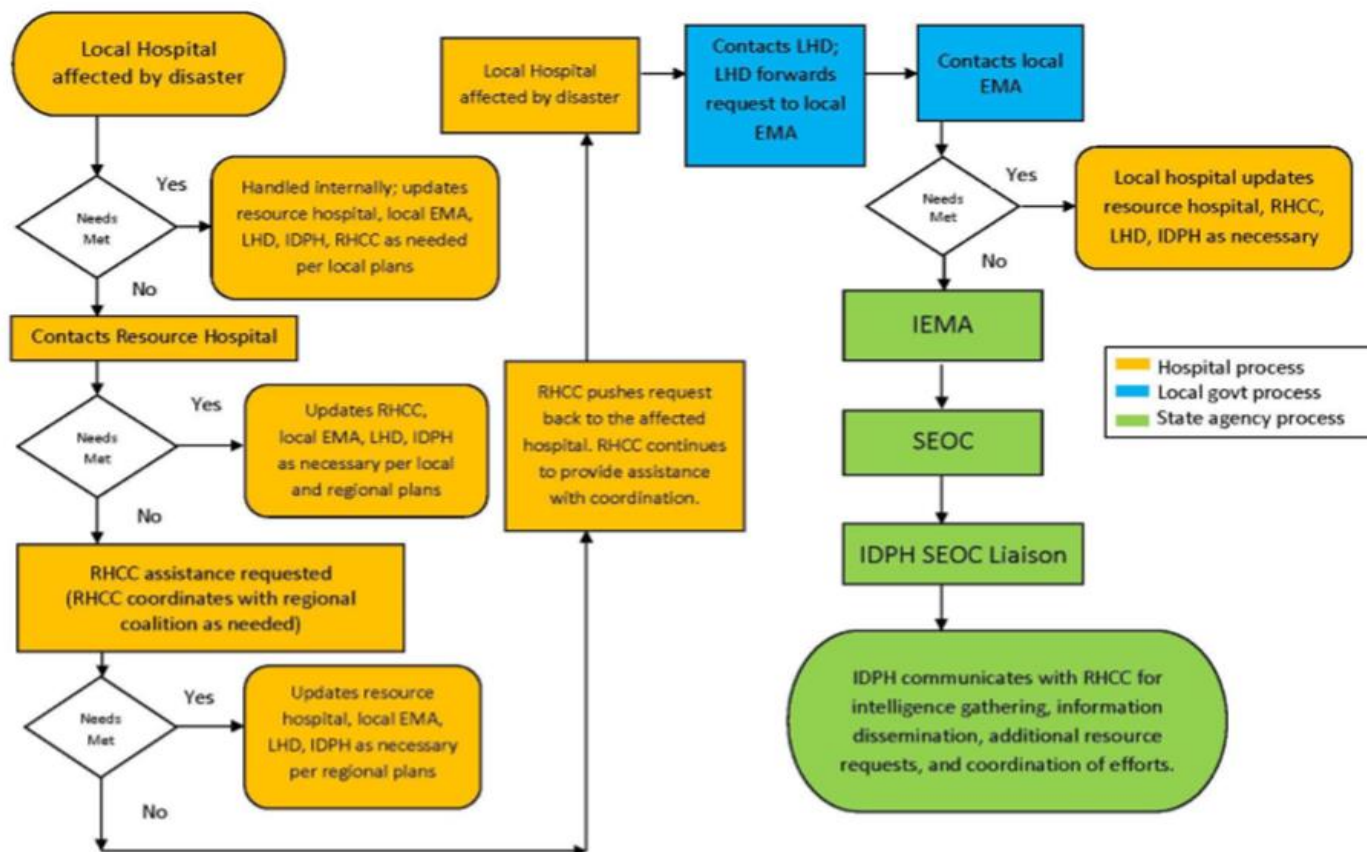 Local Hospital
affected by disaster
Needs
Met
Yes
Handled internally; updates
resource hospital, local EMA,
LHD, IDPH, RHCC as needed
per local plans
No
Contacts Resource Hospital
Needs
Met
Yes
Updates RHCC,
local EMA, LHD, IDPH
as necessary per local
and regional plans
No
RHCC assistance requested
(RHCC coordinates with regional
coalition as needed)
Needs
Met
Yes
Updates resource
hospital, local EMA,
LHD, IDPH as necessary
per regional plans
No
RHCC pushes request
back to the affected
hospital. RHCC continues
to provide assistance
with coordination.
Local Hospital
affected by disaster
Contacts LHD;
LHD forwards
request to local
EMA
Contacts local
EMA
Needs
Met
Yes
Local hospital updates
resource hospital, RHCC,
LHD, IDPH as necessary
No
IEMA
SEOC
IDPH SEOC Liaison
IDPH communicates with RHCC for
intelligence gathering, information
dissemination, additional resource
requests, and coordination of efforts.
Hospital process
Local govt process
State agency process